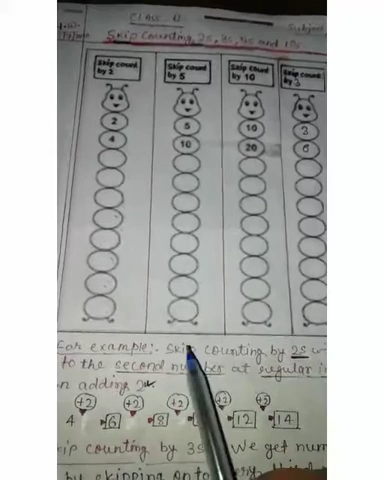 CLASS II
Subject
Skip Counting, 2s, 3s, 5s and 10s
Skip count by 2
Skip count by 5
Skip Count by 10
Skip count by 3
2 5 10 3
4 10 20 6
For example:- Skip counting by 2s
to the second number at regular
adding 2
+2 +2 +2 +2 +2
4 6 8 12 14
skip counting by 3s We get num
by skipping